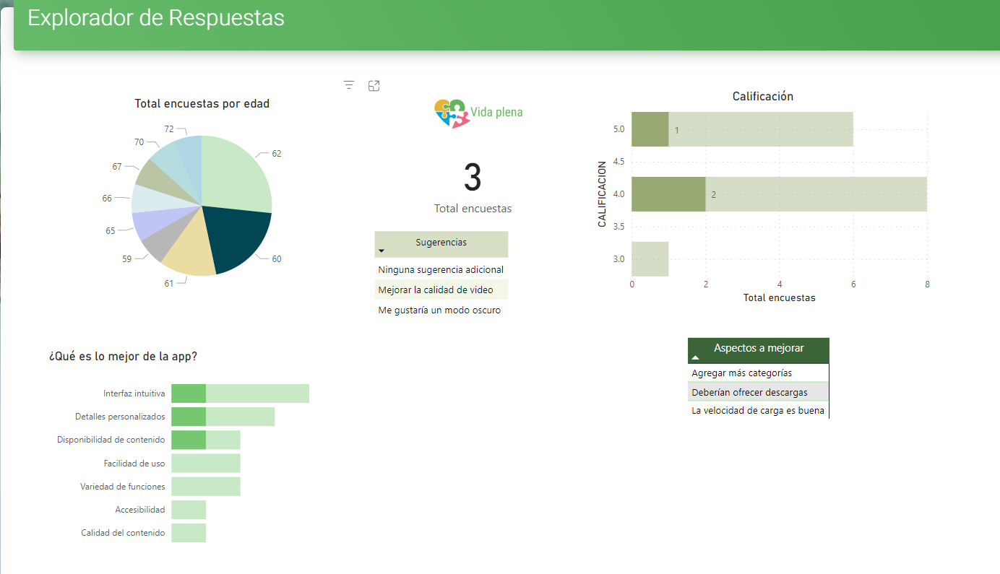 Explorador de Respuestas
Total encuestas por edad
72
70
67
66
65
59
61
60
62
Vida plena
3
Total encuestas
Sugerencias
Ninguna sugerencia adicional
Mejorar la calidad de video
Me gustaría un modo oscuro
Calificación
CALIFICACION
5.0
4.5
4.0
3.5
3.0
1
2
0
2
4
6
8
Total encuestas
¿Qué es lo mejor de la app?
Interfaz intuitiva
Detalles personalizados
Disponibilidad de contenido
Facilidad de uso
Variedad de funciones
Accesibilidad
Calidad del contenido
Aspectos a mejorar
Agregar más categorías
Deberían ofrecer descargas
La velocidad de carga es buena